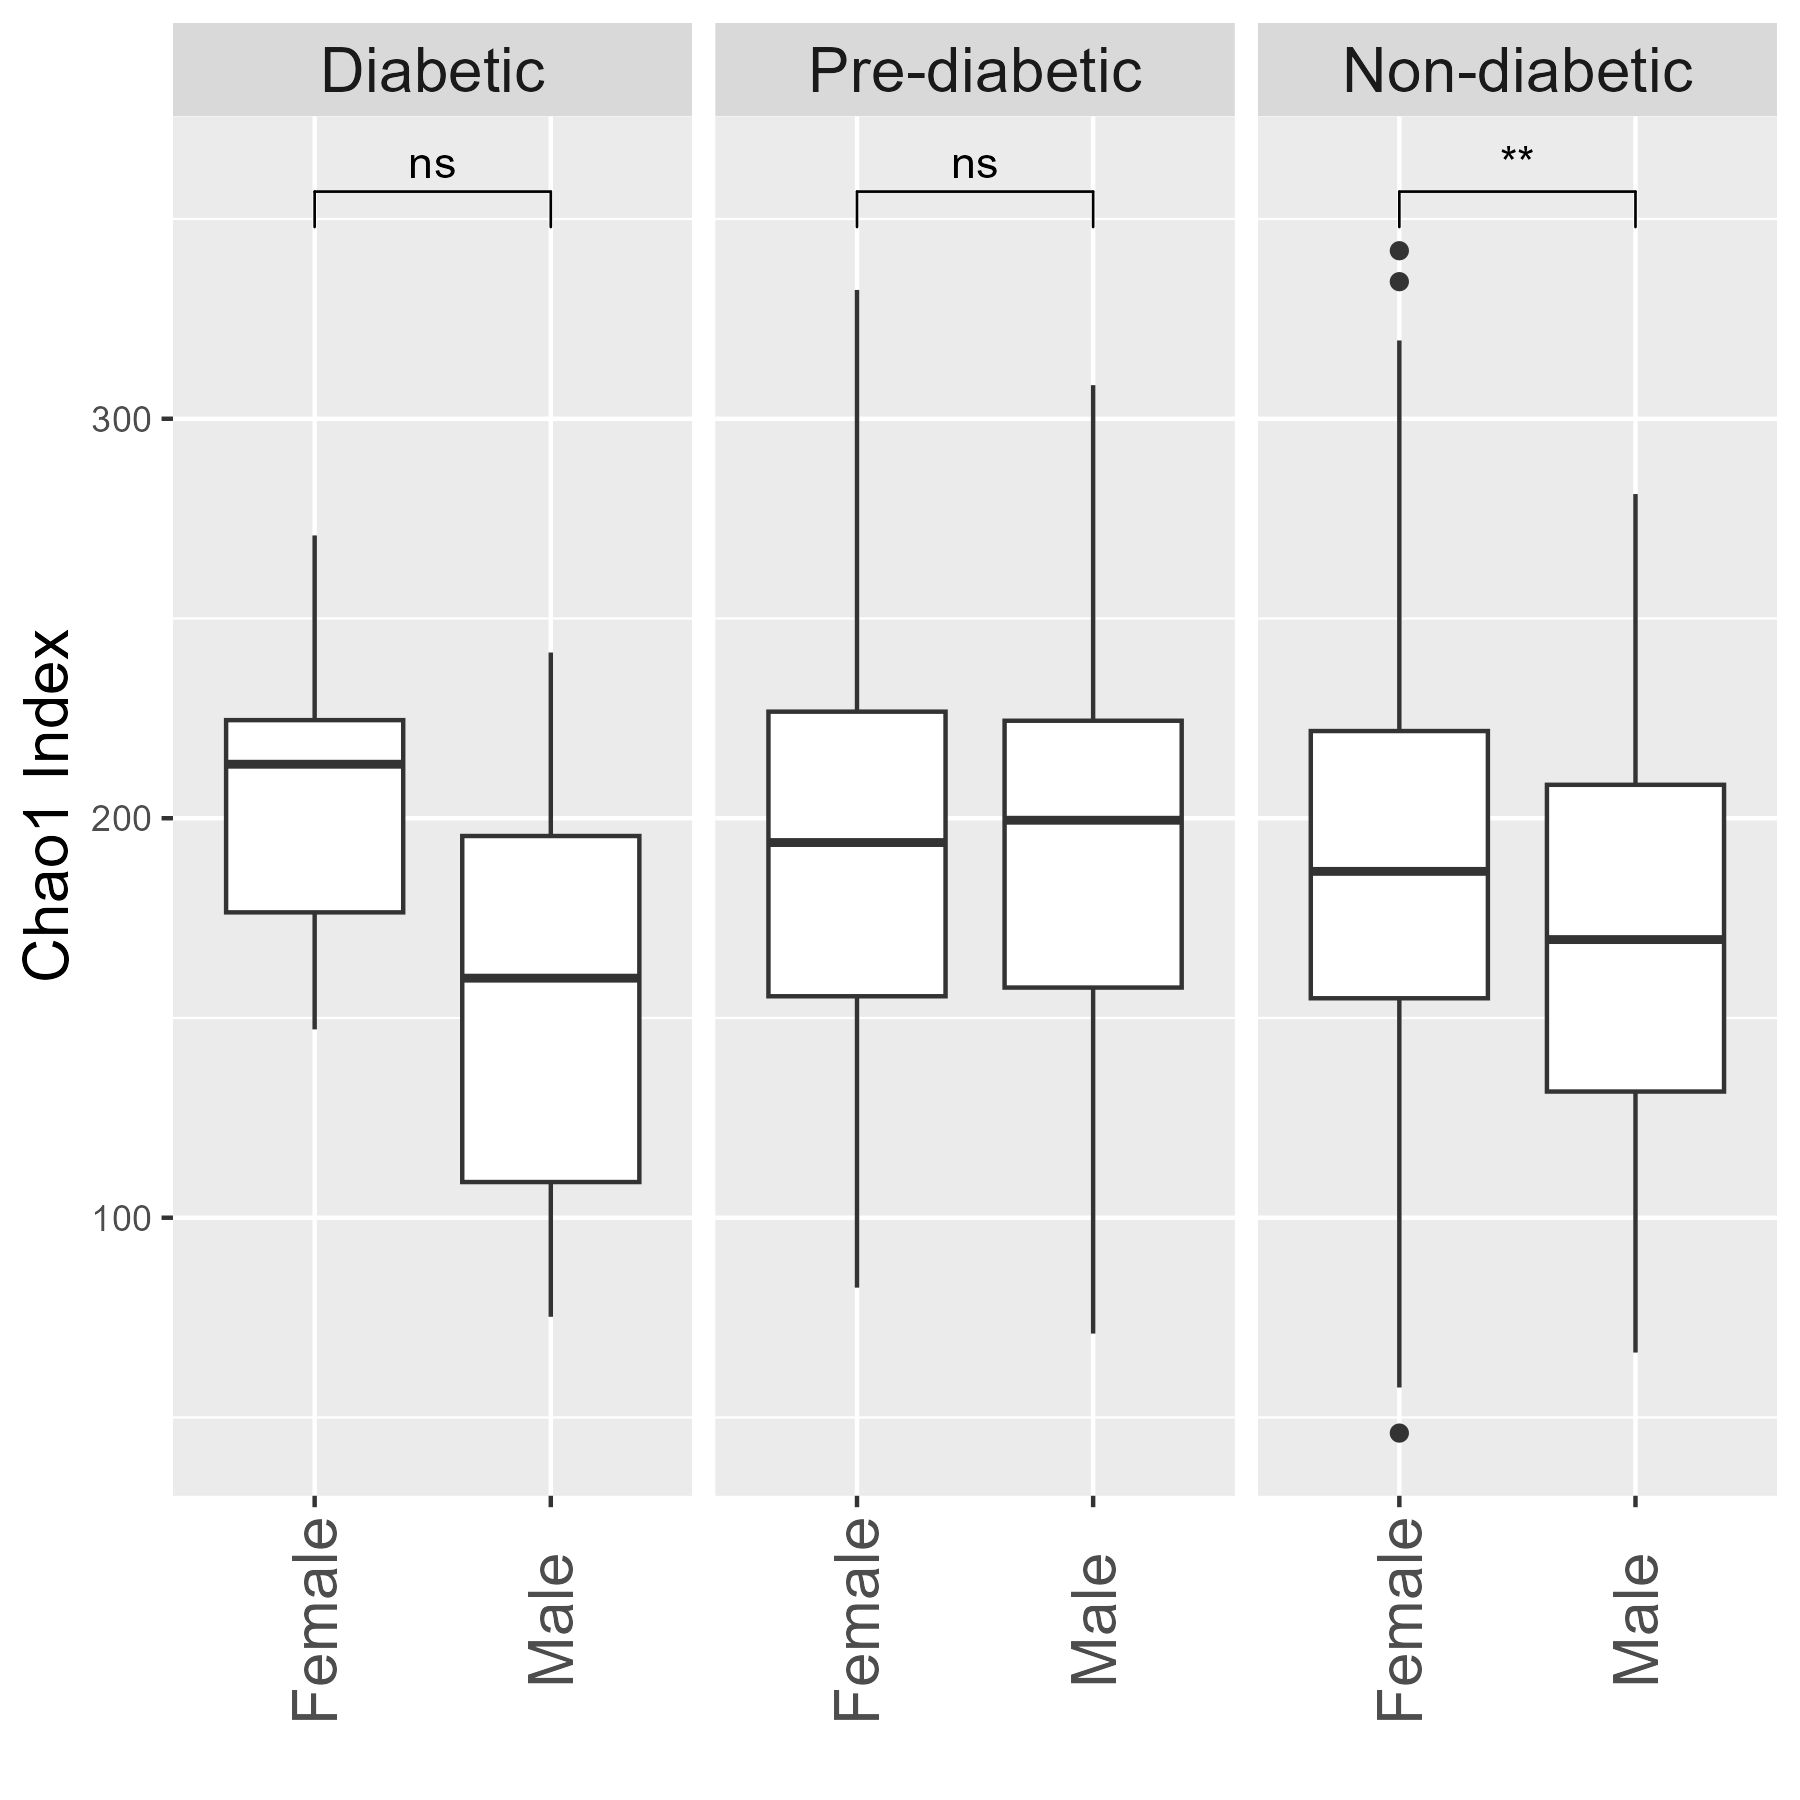 Diabetic
Pre-diabetic
Non-diabetic
ns
ns
**
Chao1 Index
300
200
100
Female
Male
Female
Male
Female
Male